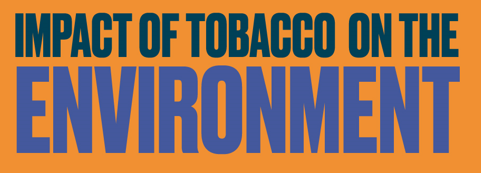 IMPACT OF TOBACCO ON THE
ENVIRONMENT